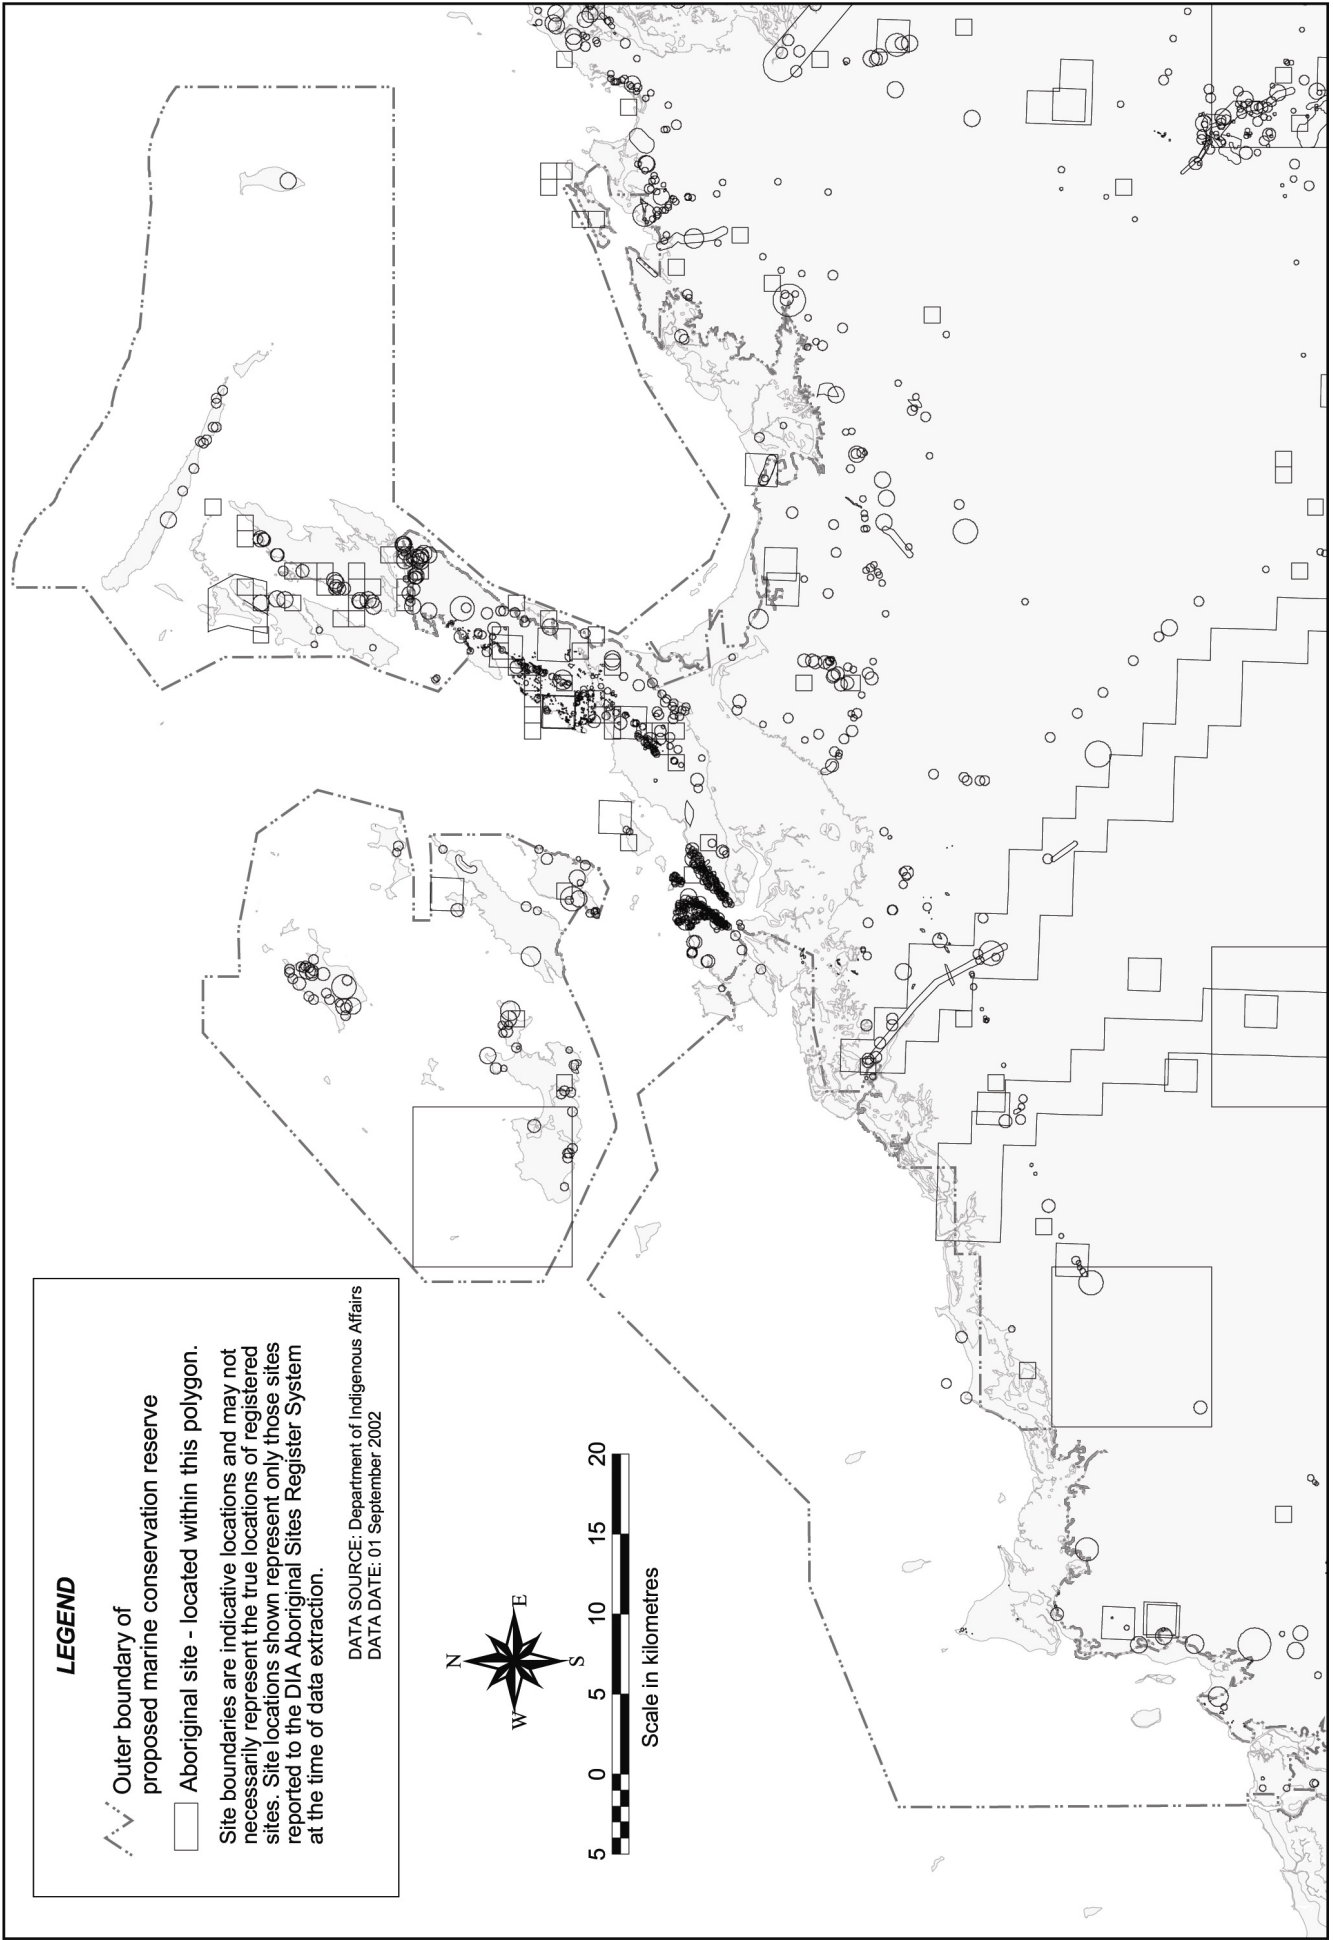 LEGEND
Outer boundary of
proposed marine conservation reserve
Aboriginal site - located within this polygon.
Site boundaries are indicative locations and may not
necessarily represent the true locations of registered
sites. Site locations shown represent only those sites
reported to the DIA Aboriginal Sites Register System
at the time of data extraction.
DATA SOURCE: Department of Indigenous Affairs
DATA DATE: 01 September 2002
N
W E
S
5 0 5 10 15 20
Scale in kilometres